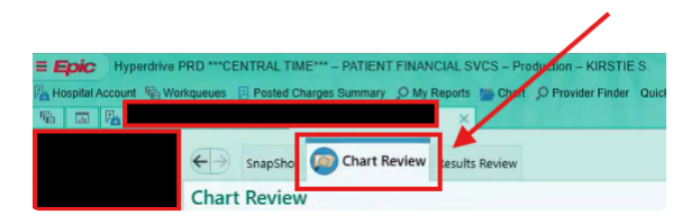 Epic Hyperdrive PRD ***CENTRAL TIME*** – PATIENT FINANCIAL SVCS – Production – KIRSTIE S.
Hospital Account Workqueues Posted Charges Summary My Reports Chart Provider Finder Quick
SnapSho Chart Review Results Review
Chart Review